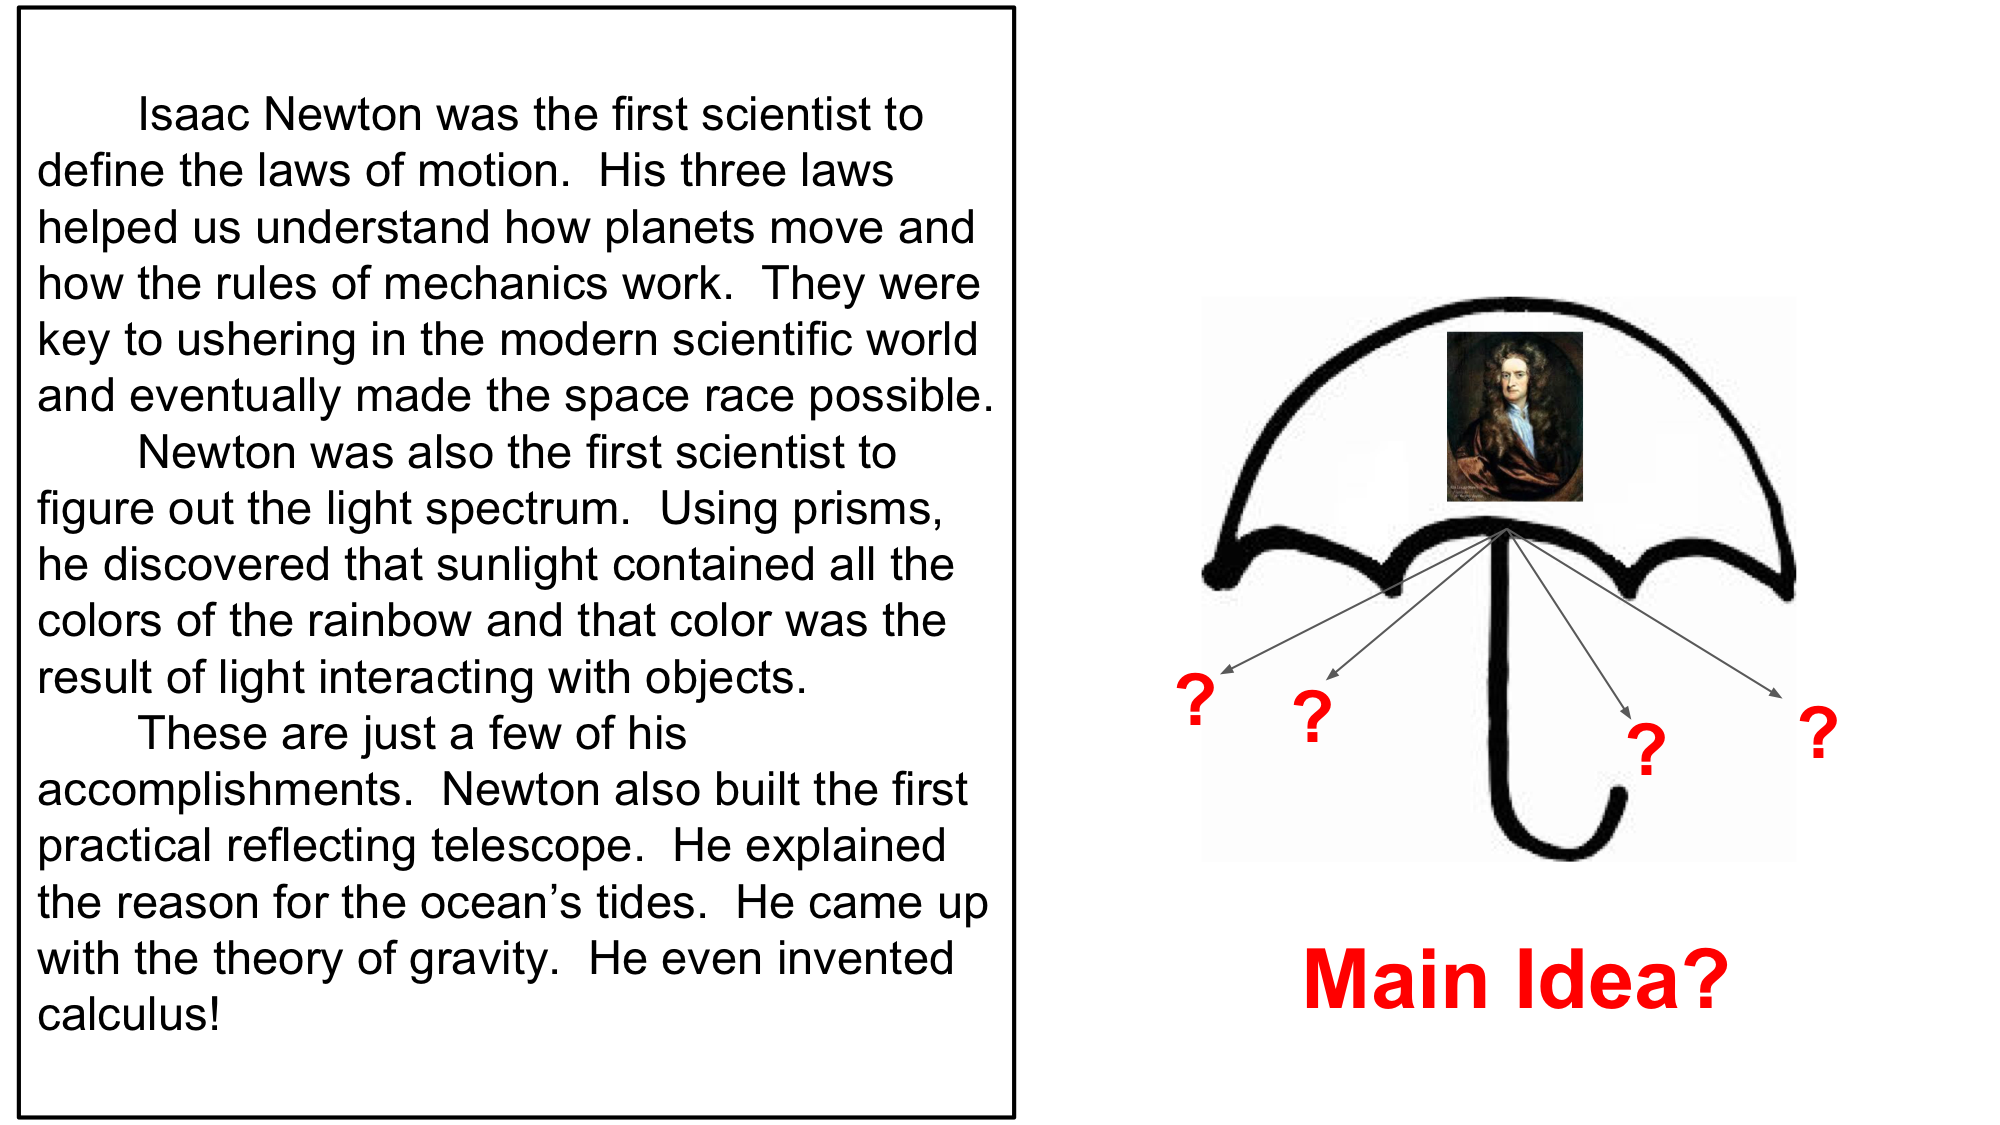 Isaac Newton was the first scientist to
define the laws of motion.  His three laws
helped us understand how planets move and
how the rules of mechanics work.  They were
key to ushering in the modern scientific world
and eventually made the space race possible.
Newton was also the first scientist to
figure out the light spectrum.  Using prisms,
he discovered that sunlight contained all the
colors of the rainbow and that color was the
result of light interacting with objects.
These are just a few of his
accomplishments.  Newton also built the first
practical reflecting telescope.  He explained
the reason for the ocean’s tides.  He came up
with the theory of gravity.  He even invented
calculus!
?
?
?
?
Main Idea?